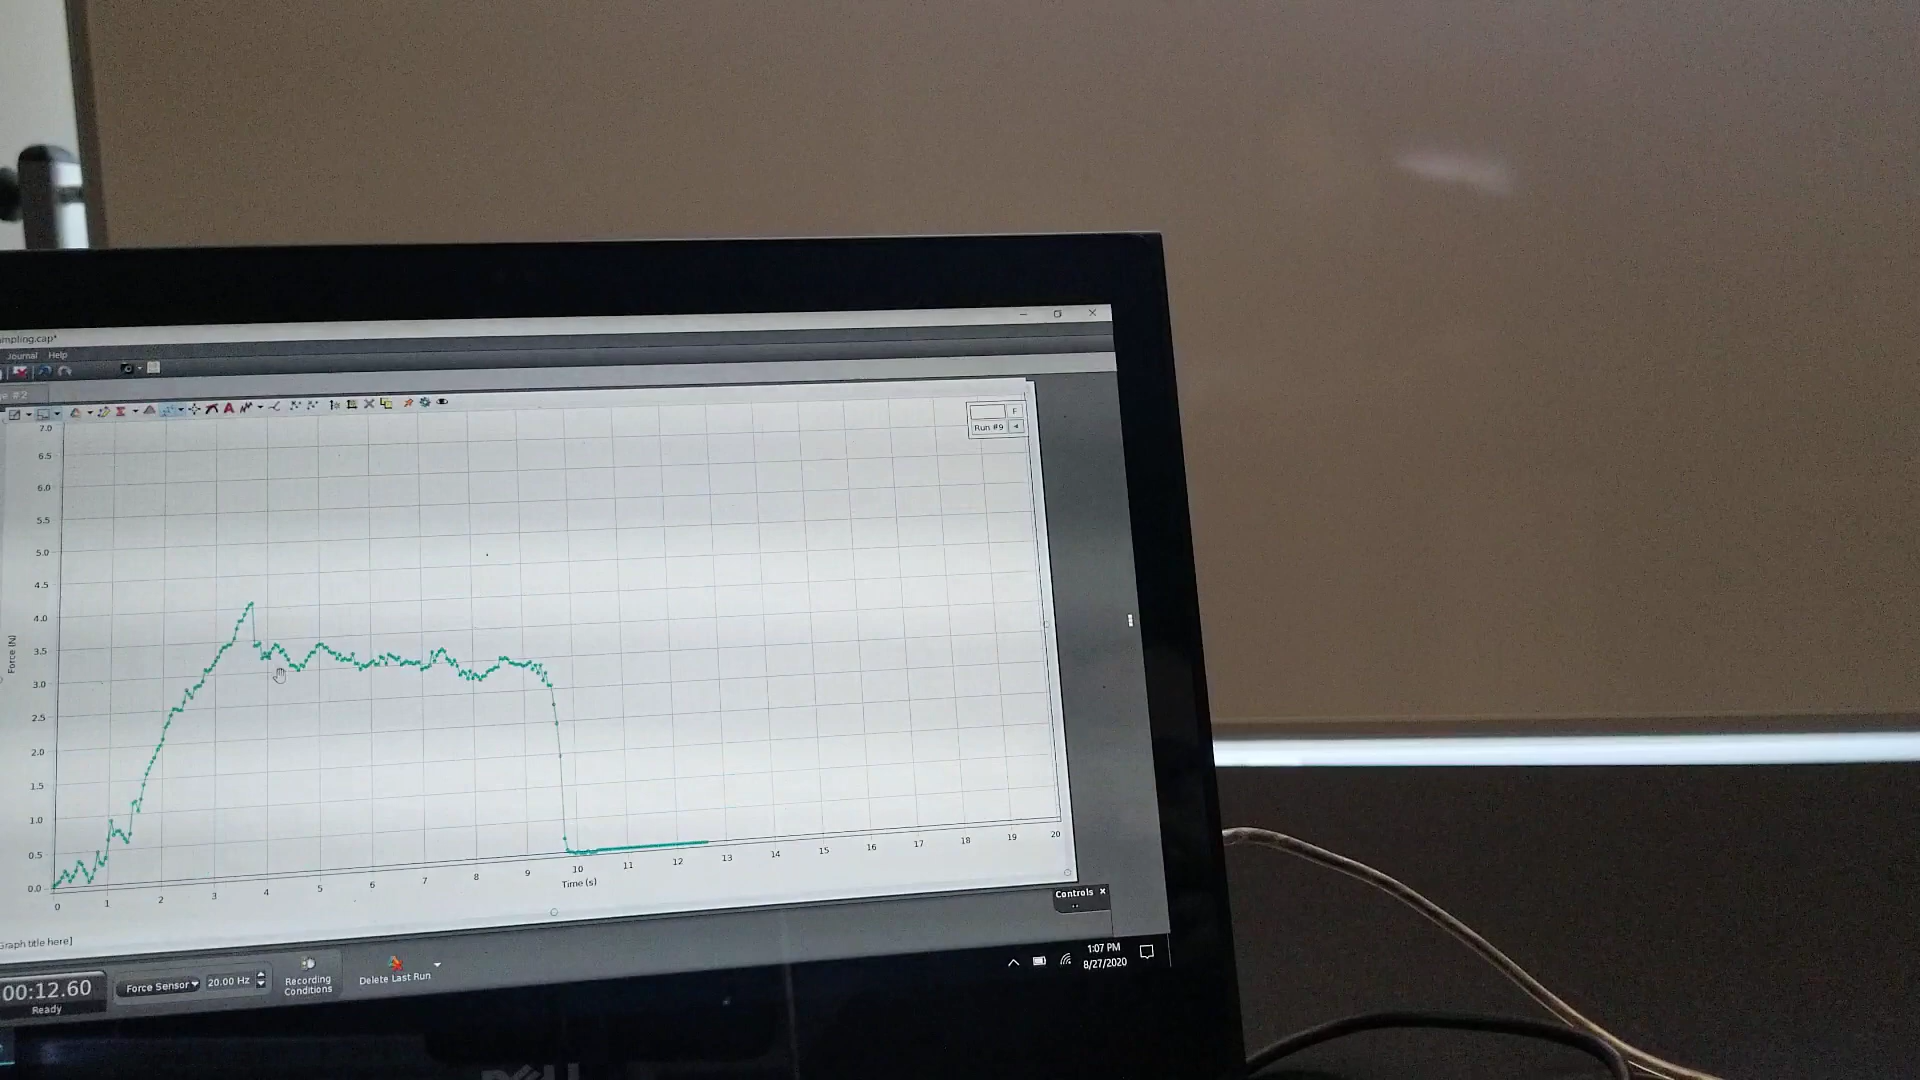 mpling.cap*
Journal Help
#2
F
Run #9
7.0
6.5
6.0
5.5
5.0
4.5
4.0
3.5
3.0
2.5
2.0
1.5
1.0
0.5
0.0
Force (N)
0 1 2 3 4 5 6 7 8 9 10 11 12 13 14 15 16 17 18 19 20
Time (s)
Graph title here]
Controls
00:12.60
Ready
Force Sensor
20.00 Hz
Recording
Conditions
Delete Last Run
1:07 PM
8/27/2020
DELL